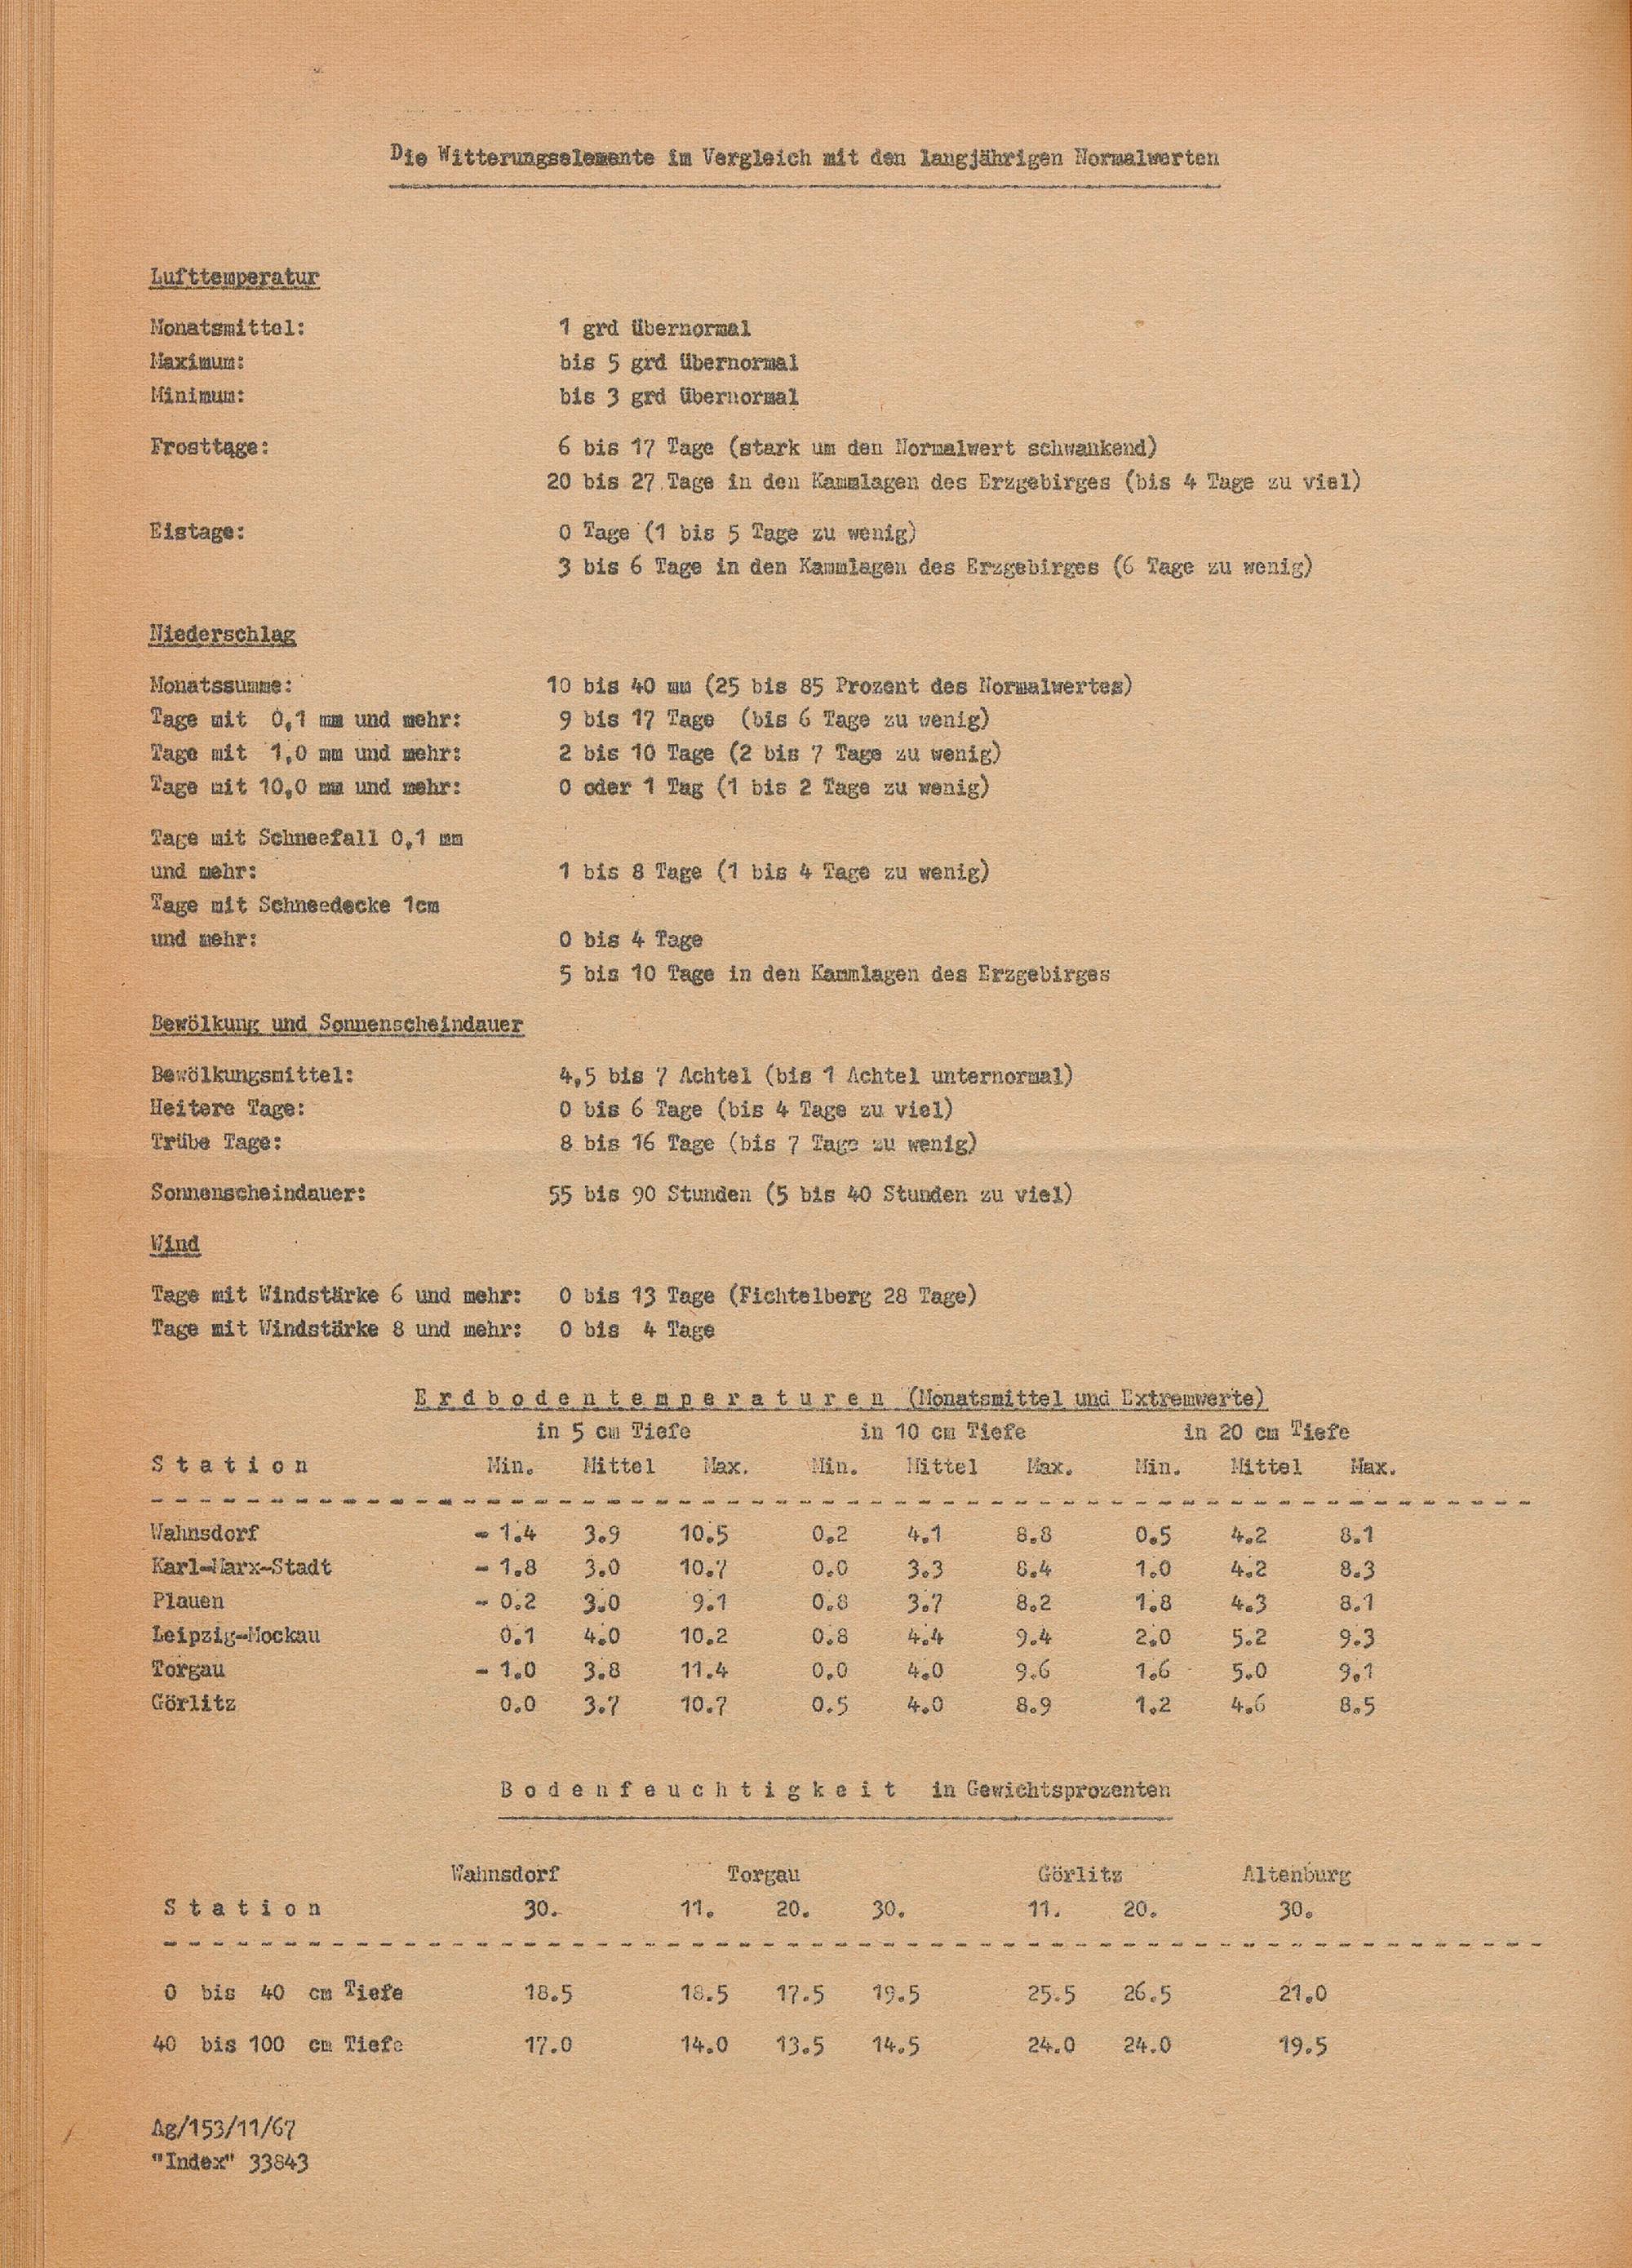 Die Witterungselemente im Vergleich mit den langjährigen Normalwerten
Lufttemperatur
Monatsmittel: 1 grd übernormal
Maximum: bis 5 grd übernormal
Minimum: bis 3 grd übernormal
Frosttage: 6 bis 17 Tage (stark um den Normalwert schwankend)
20 bis 27 Tage in den Kammlagen des Erzgebirges (bis 4 Tage zu viel)
Eistage: 0 Tage (1 bis 5 Tage zu wenig)
3 bis 6 Tage in den Kammlagen des Erzgebirges (6 Tage zu wenig)
Niederschlag
Monatssumme: 10 bis 40 mm (25 bis 85 Prozent des Normalwertes)
Tage mit 0,1 mm und mehr: 9 bis 17 Tage (bis 6 Tage zu wenig)
Tage mit 1,0 mm und mehr: 2 bis 10 Tage (2 bis 7 Tage zu wenig)
Tage mit 10,0 mm und mehr: 0 oder 1 Tag (1 bis 2 Tage zu wenig)
Tage mit Schneefall 0,1 mm
und mehr: 1 bis 8 Tage (1 bis 4 Tage zu wenig)
Tage mit Schneedecke 1cm
und mehr: 0 bis 4 Tage
5 bis 10 Tage in den Kammlagen des Erzgebirges
Bewölkung und Sonnenscheindauer
Bewölkungsmittel: 4,5 bis 7 Achtel (bis 1 Achtel unternormal)
Heitere Tage: 0 bis 6 Tage (bis 4 Tage zu viel)
Trübe Tage: 8 bis 16 Tage (bis 7 Tage zu wenig)
Sonnenscheindauer: 55 bis 90 Stunden (5 bis 40 Stunden zu viel)
Wind
Tage mit Windstärke 6 und mehr: 0 bis 13 Tage (Fichtelberg 28 Tage)
Tage mit Windstärke 8 und mehr: 0 bis 4 Tage
E r d b o d e n t e m p e r a t u r e n (Monatsmittel und Extremwerte)
in 5 cm Tiefe in 10 cm Tiefe in 20 cm Tiefe
S t a t i o n Min. Mittel Max. Min. Mittel Max. Min. Mittel Max.
Wahnsdorf - 1.4 3.9 10.5 0.2 4.1 8.8 0.5 4.2 8.1
Karl-Marx-Stadt - 1.8 3.0 10.7 0.0 3.3 8.4 1.0 4.2 8.3
Plauen - 0.2 3.0 9.1 0.8 3.7 8.2 1.8 4.3 8.1
Leipzig-Mockau 0.1 4.0 10.2 0.8 4.4 9.4 2.0 5.2 9.3
Torgau - 1.0 3.8 11.4 0.0 4.0 9.6 1.6 5.0 9.1
Görlitz 0.0 3.7 10.7 0.5 4.0 8.9 1.2 4.6 8.5
B o d e n f e u c h t i g k e i t in Gewichtsprozenten
Wahnsdorf Torgau Görlitz Altenburg
S t a t i o n 30. 11. 20. 30. 11. 20. 30.
0 bis 40 cm Tiefe 18.5 18.5 17.5 19.5 25.5 26.5 21.0
40 bis 100 cm Tiefe 17.0 14.0 13.5 14.5 24.0 24.0 19.5
Ag/153/11/67
"Index" 33843